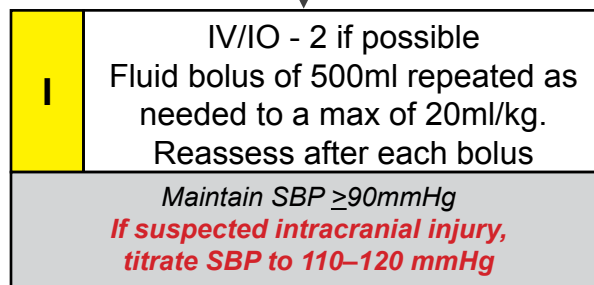 I
IV/IO - 2 if possible
Fluid bolus of 500ml repeated as
needed to a max of 20ml/kg.
Reassess after each bolus
Maintain SBP ≥90mmHg
If suspected intracranial injury,
titrate SBP to 110–120 mmHg